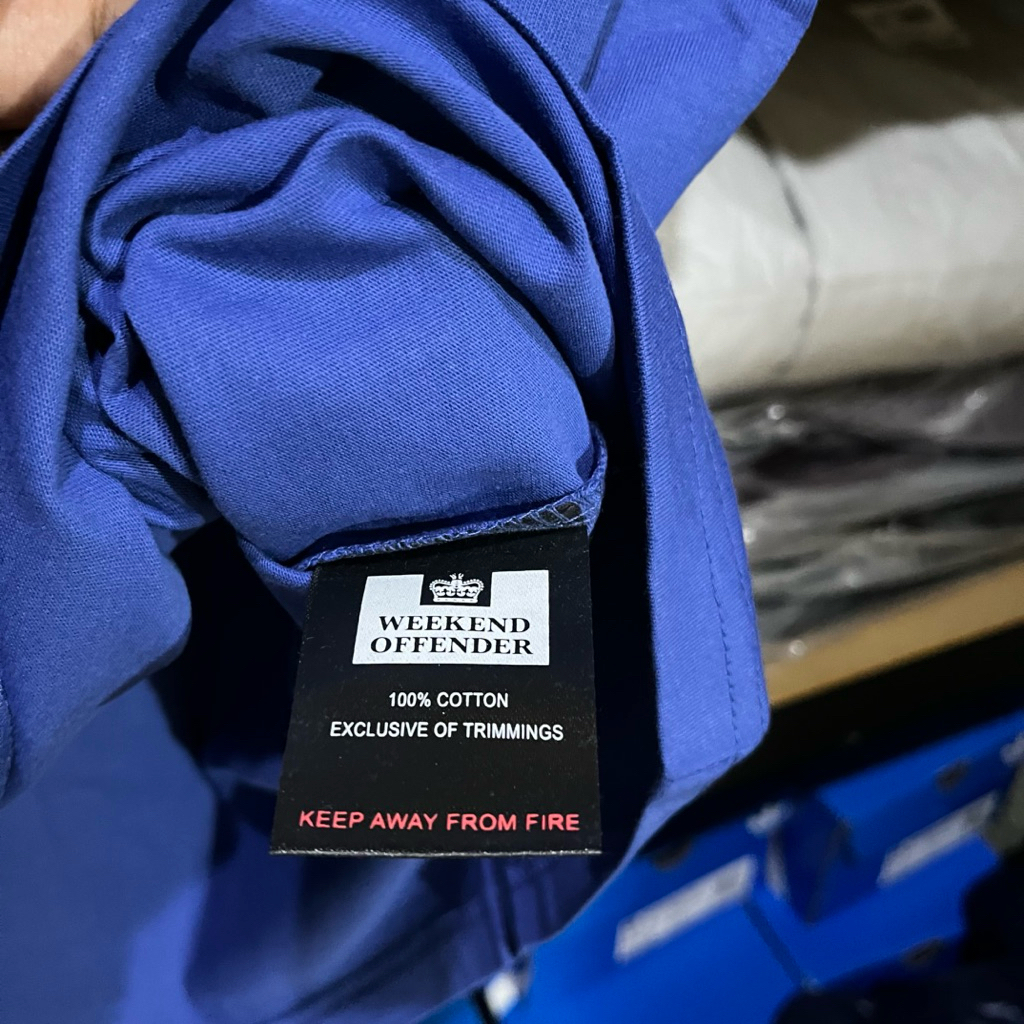 WEEKEND
OFFENDER
100% COTTON
EXCLUSIVE OF TRIMMINGS
KEEP AWAY FROM FIRE